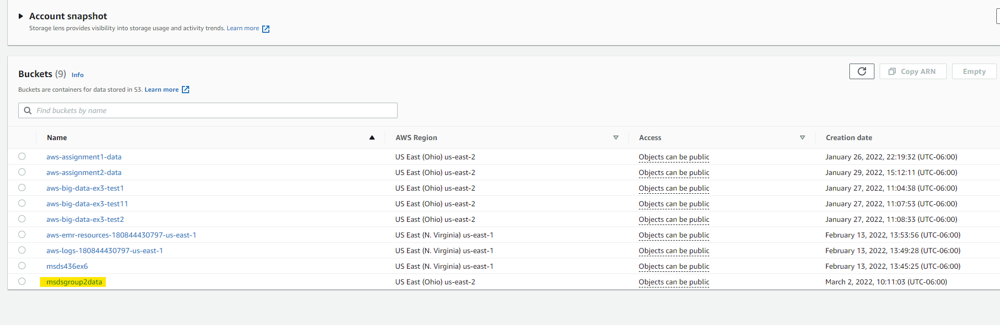 Account snapshot
Storage lens provides visibility into storage usage and activity trends. Learn more
Buckets (9) Info
Copy ARN
Empty
Buckets are containers for data stored in S3. Learn more
Find buckets by name
Name AWS Region Access Creation date
aws-assignment1-data US East (Ohio) us-east-2 Objects can be public January 26, 2022, 22:19:32 (UTC-06:00)
aws-assignment2-data US East (Ohio) us-east-2 Objects can be public January 29, 2022, 15:12:11 (UTC-06:00)
aws-big-data-ex3-test1 US East (Ohio) us-east-2 Objects can be public January 27, 2022, 11:04:38 (UTC-06:00)
aws-big-data-ex3-test11 US East (Ohio) us-east-2 Objects can be public January 27, 2022, 11:07:53 (UTC-06:00)
aws-big-data-ex3-test2 US East (Ohio) us-east-2 Objects can be public January 27, 2022, 11:08:33 (UTC-06:00)
aws-emr-resources-180844430797-us-east-1 US East (N. Virginia) us-east-1 Objects can be public February 13, 2022, 13:53:56 (UTC-06:00)
aws-logs-180844430797-us-east-1 US East (N. Virginia) us-east-1 Objects can be public February 13, 2022, 13:49:28 (UTC-06:00)
msds436ex6 US East (N. Virginia) us-east-1 Objects can be public February 13, 2022, 13:45:25 (UTC-06:00)
msdsgroup2data US East (Ohio) us-east-2 Objects can be public March 2, 2022, 10:11:03 (UTC-06:00)